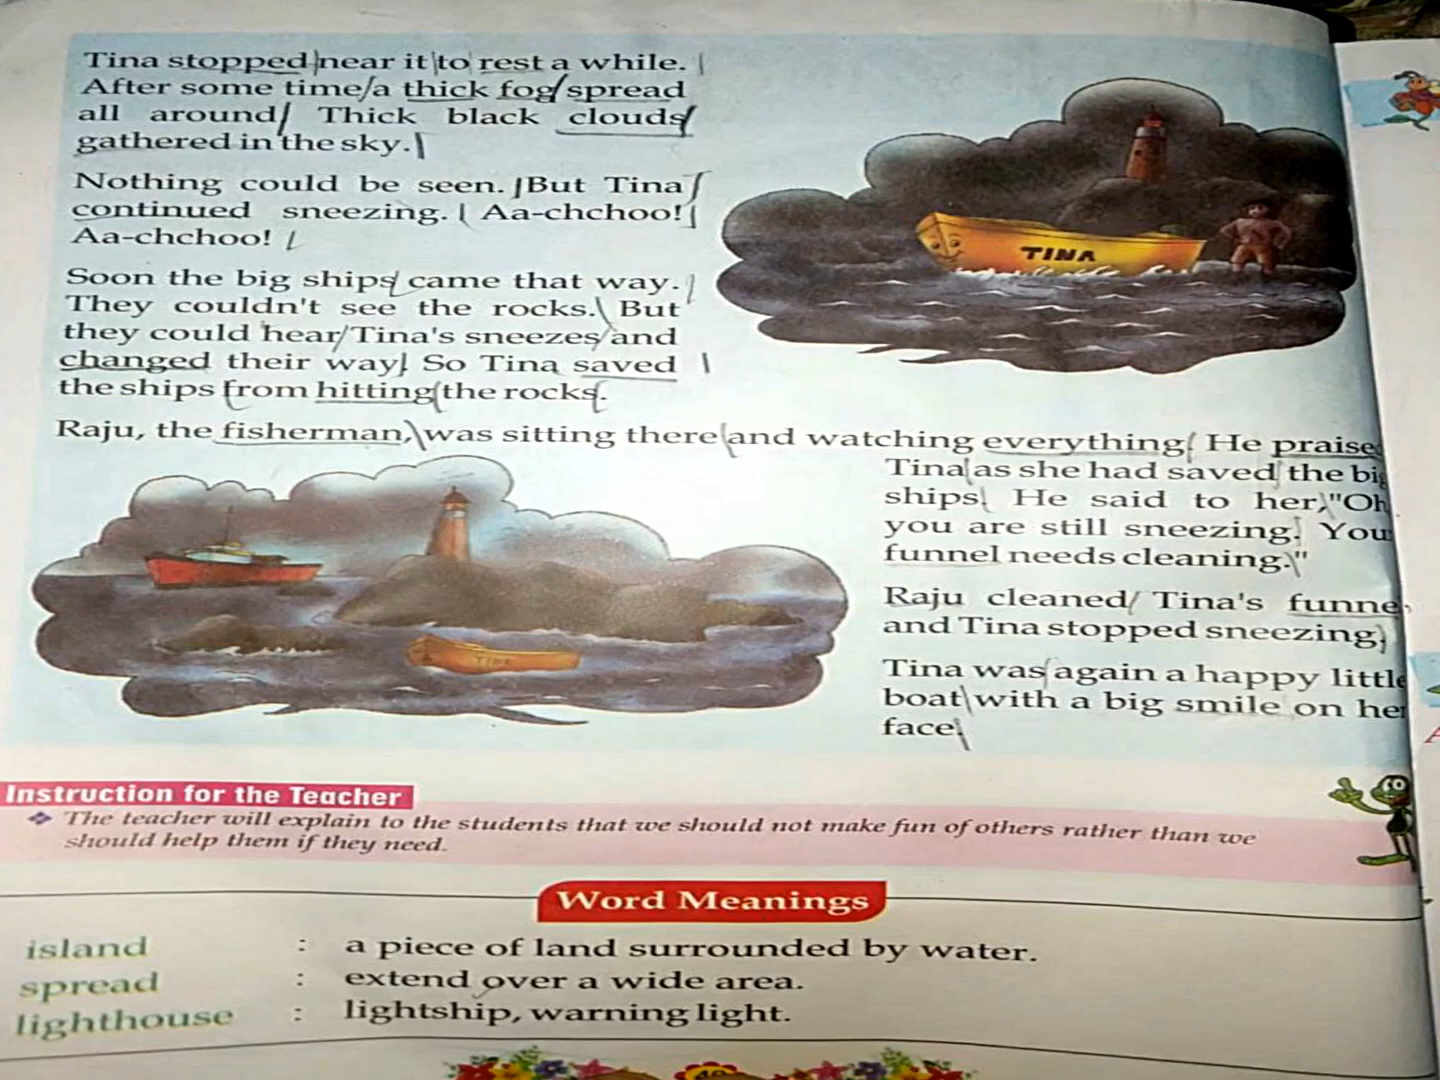 Tina stopped near it to rest a while.
After some time a thick fog spread
all around Thick black clouds
gathered in the sky.
Nothing could be seen. But Tina
continued sneezing. Aa-chchoo!
Aa-chchoo!
Soon the big ships came that way.
They couldn't see the rocks. But
they could hear Tina's sneezes and
changed their way. So Tina saved
the ships from hitting the rocks.
Raju, the fisherman, was sitting there and watching everything. He praise
Tina as she had saved the bi
ships. He said to her, "Oh
you are still sneezing. You
funnel needs cleaning."
Raju cleaned Tina's funne
and Tina stopped sneezing.
Tina was again a happy little
boat with a big smile on he
face.
TINA
TINA
Instruction for the Teacher
The teacher will explain to the students that we should not make fun of others rather than we
should help them if they need.
Word Meanings
island : a piece of land surrounded by water.
spread : extend over a wide area.
lighthouse : lightship, warning light.